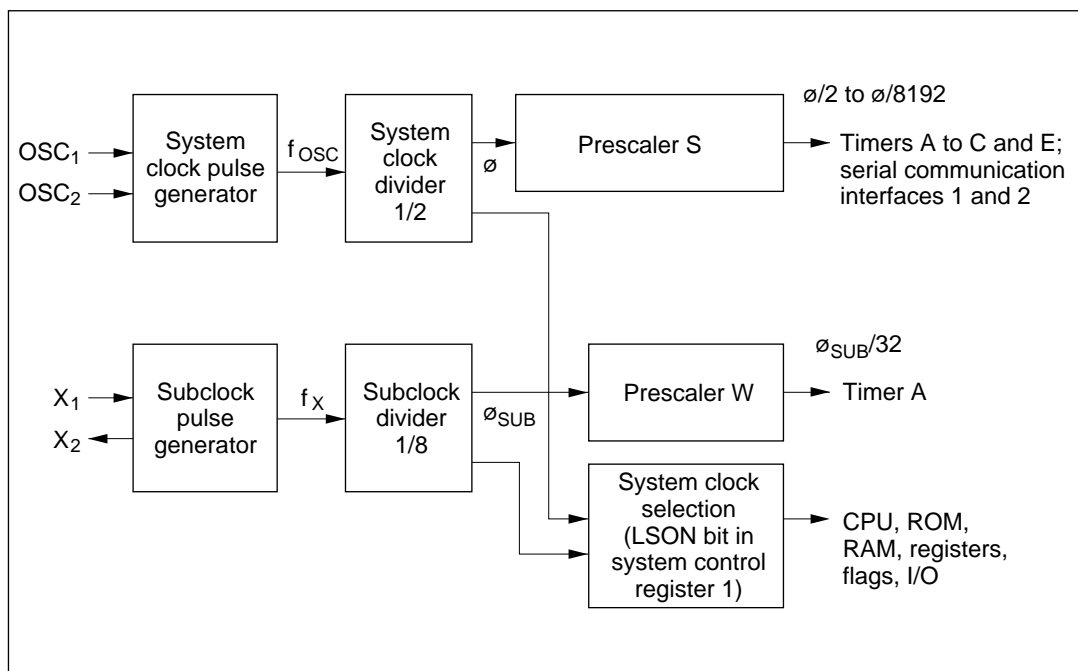 OSC1
OSC2
System
clock pulse
generator
fOSC
System
clock
divider
1/2
ø
Prescaler S
ø/2 to ø/8192
Timers A to C and E;
serial communication
interfaces 1 and 2
X1
X2
Subclock
pulse
generator
fX
Subclock
divider
1/8
øSUB
Prescaler W
øSUB/32
Timer A
System clock
selection
(LSON bit in
system control
register 1)
CPU, ROM,
RAM, registers,
flags, I/O